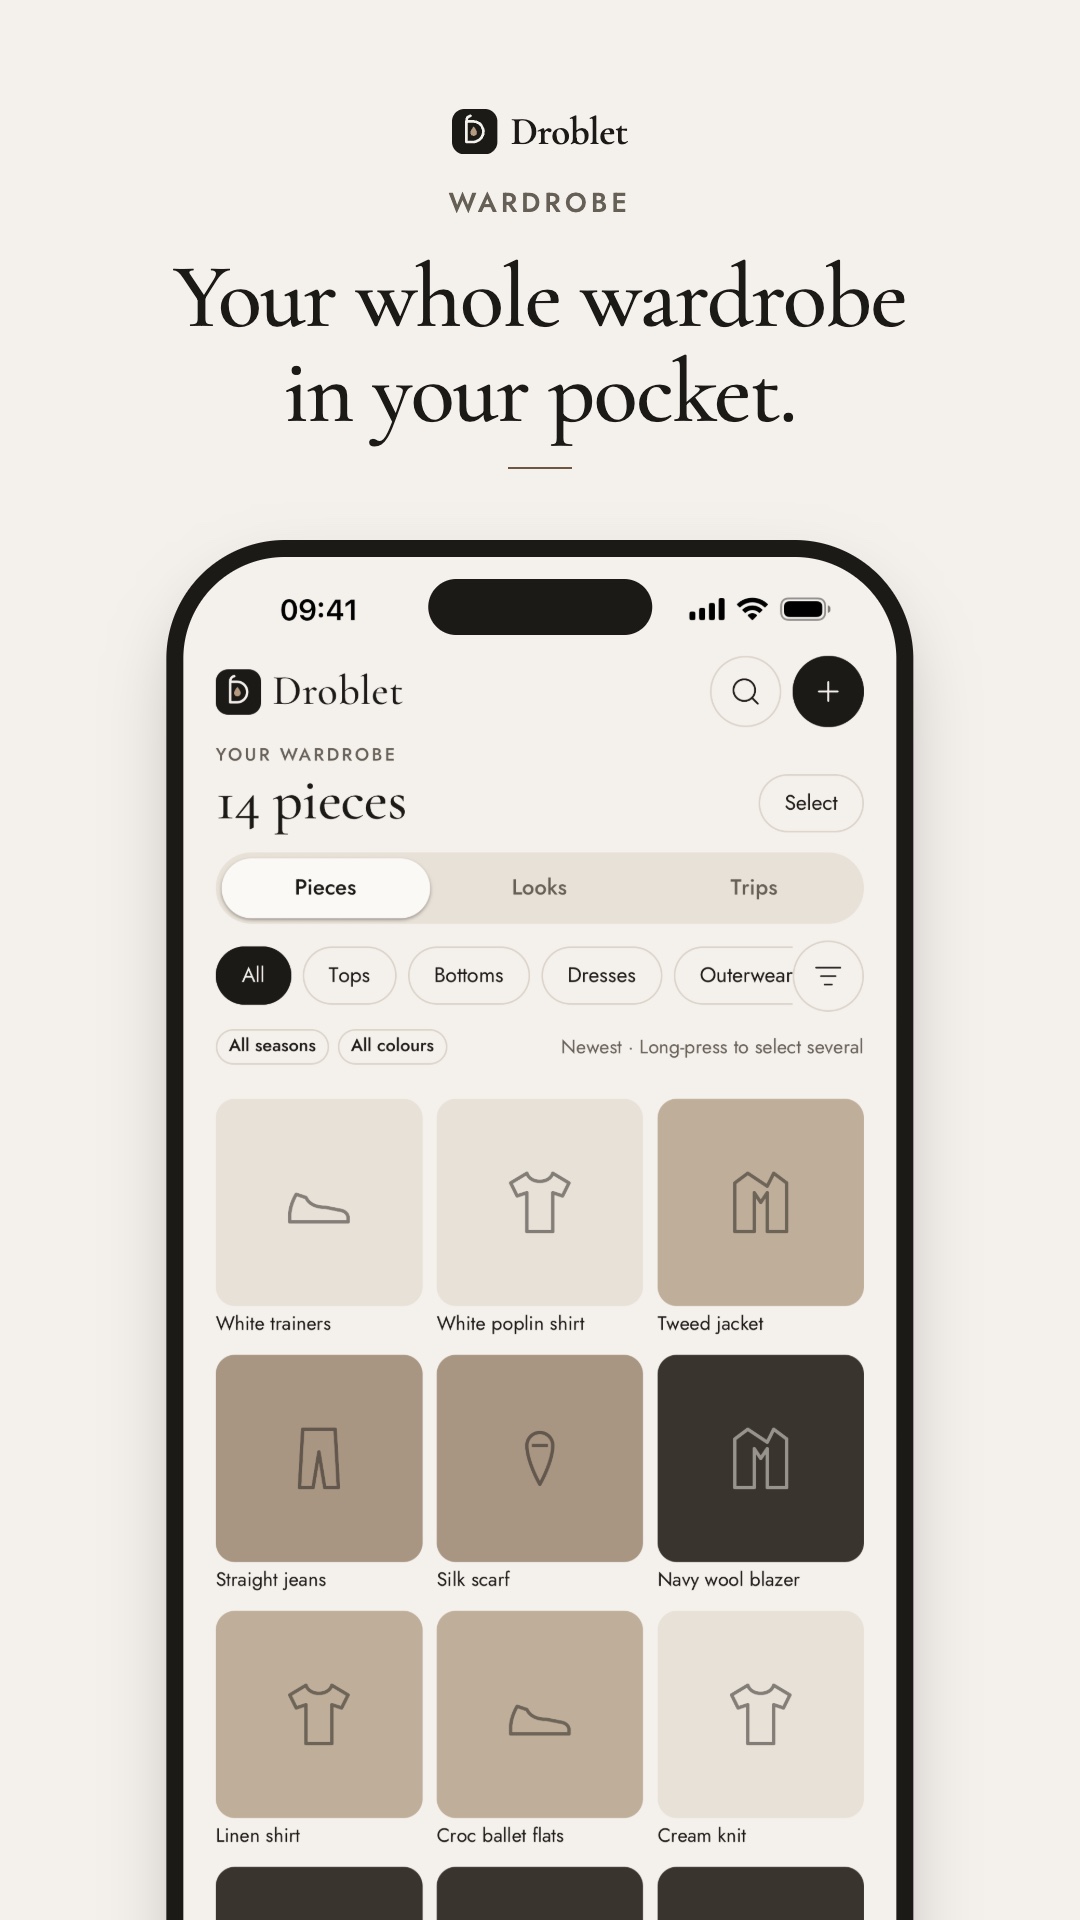 Droblet
WARDROBE
Your whole wardrobe
in your pocket.
09:41
Droblet
YOUR WARDROBE
14 pieces
Select
Pieces Looks Trips
All Tops Bottoms Dresses Outerwear
All seasons All colours Newest · Long-press to select several
White trainers White poplin shirt Tweed jacket
Straight jeans Silk scarf Navy wool blazer
Linen shirt Croc ballet flats Cream knit